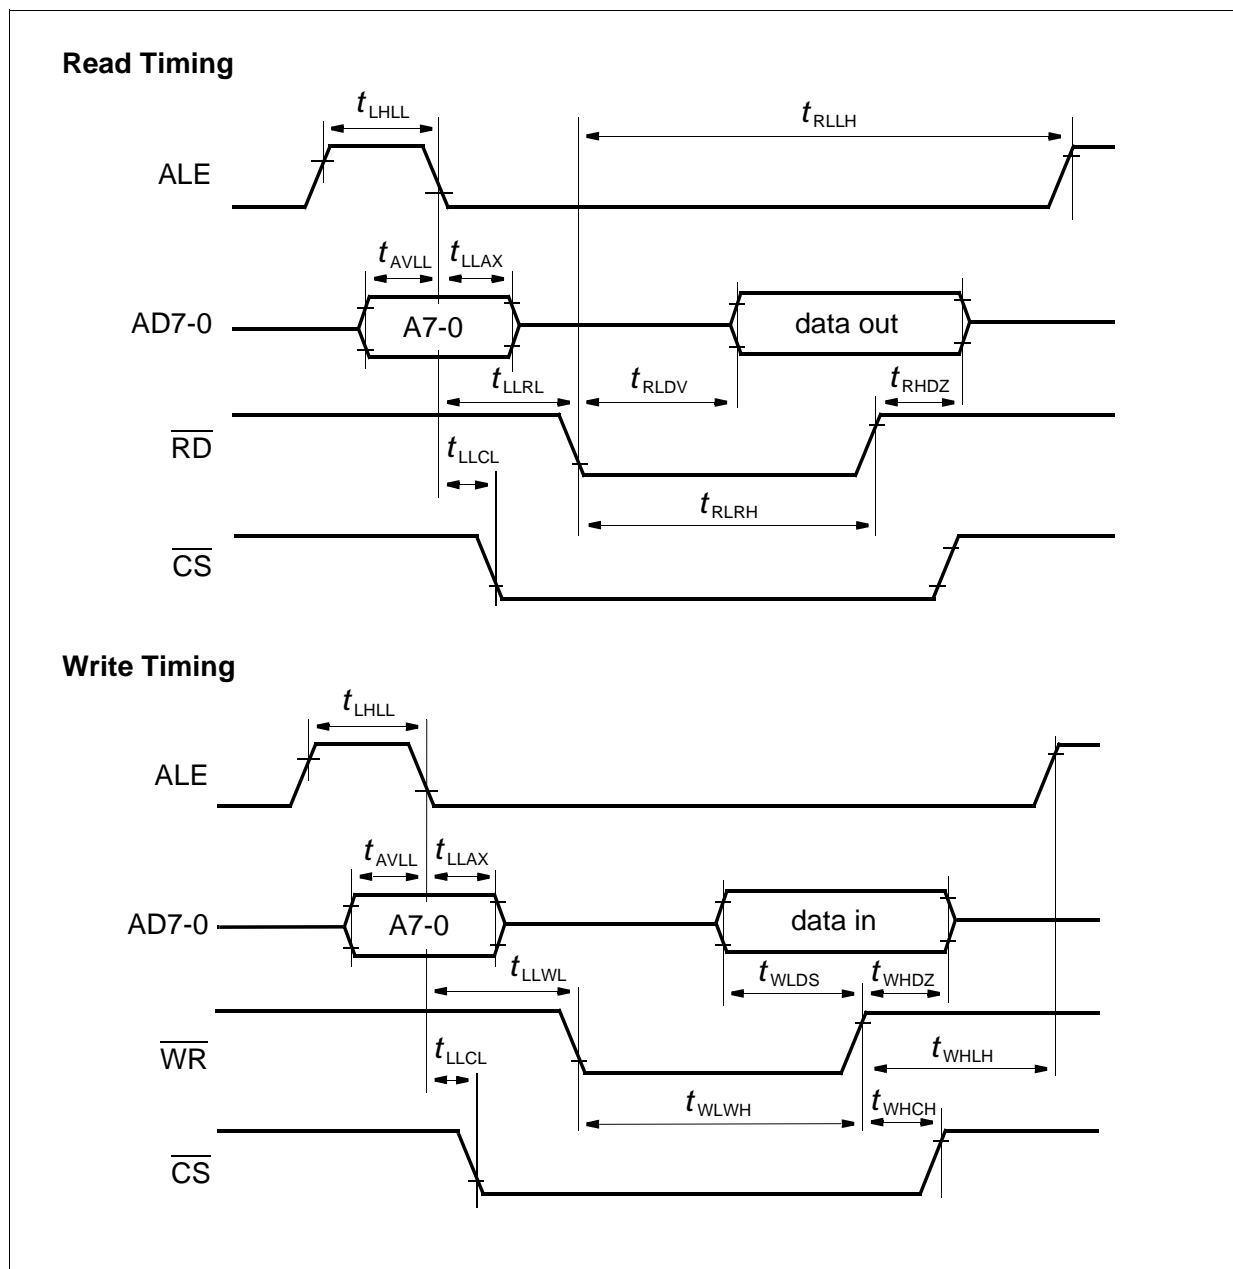 Read Timing
tLHLL
tRLLH
ALE
tAVLL
tLLAX
AD7-0
A7-0
data out
tLLRL
tRLDV
tRHDZ
RD
tLLCL
tRLRH
CS
Write Timing
tLHLL
ALE
tAVLL
tLLAX
AD7-0
A7-0
data in
tLLWL
tWLDS
tWHDZ
WR
tLLCL
tWHLH
tWLWH
tWHCH
CS